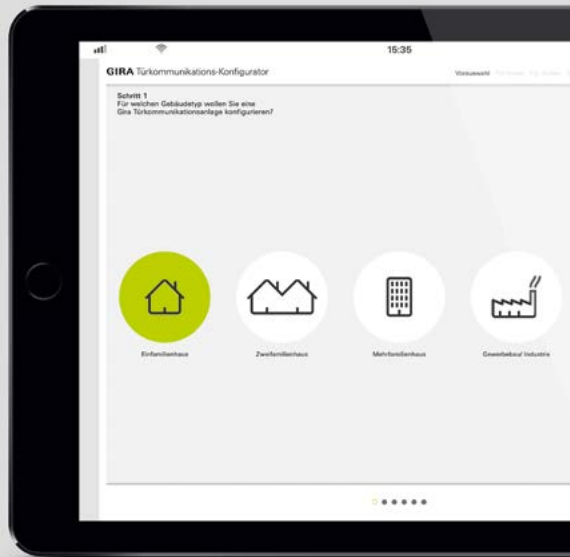 15:35
GIRA Türkommunikations-Konfigurator
Vorauswahl
Schritt 1
Für welchen Gebäudetyp wollen Sie eine
Gira Türkommunikationsanlage konfigurieren?
Einfamilienhaus
Zweifamilienhaus
Mehrfamilienhaus
Gewerbebau/ Industrie